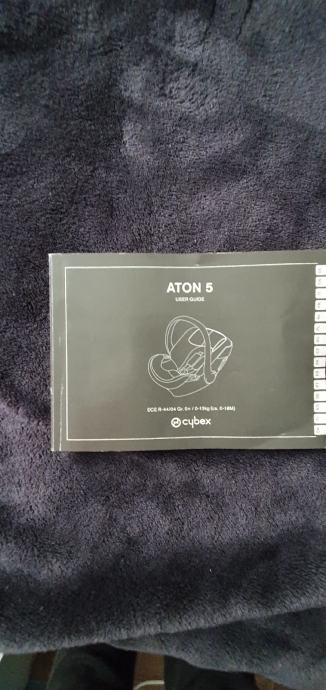 ATON 5
USER GUIDE
ECE R-44/04 Gr. 0+ / 0-13kg (ca. 0-18M)
cybex